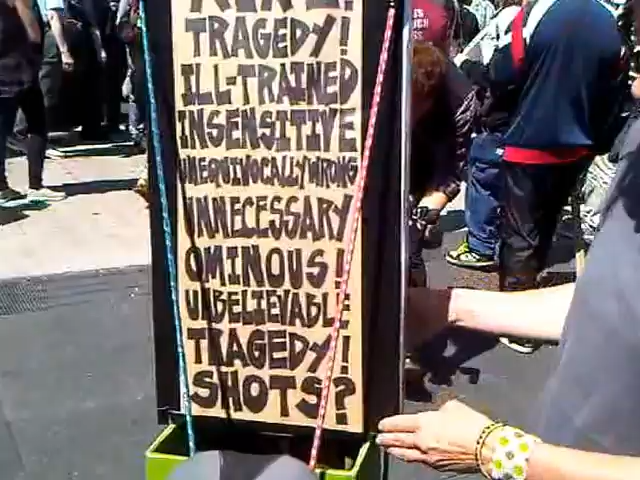 TRAGEDY!
ILL-TRAINED
INSENSITIVE
UNEQUIVOCALLY WRONG
UNNECESSARY
OMINOUS!
UNBELIEVABLE
TRAGEDY!
SHOTS?